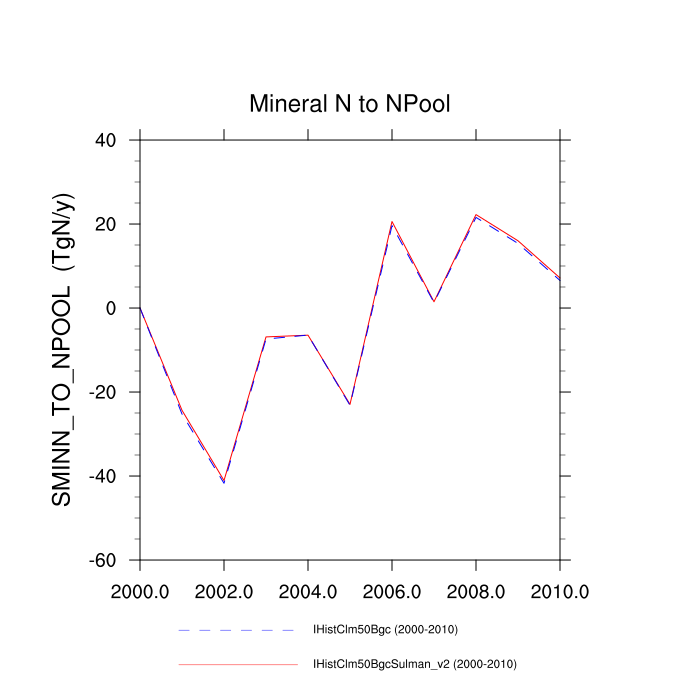 Mineral N to NPool
SMINN_TO_NPOOL (TgN/y)
40
20
0
-20
-40
-60
2000.0 2002.0 2004.0 2006.0 2008.0 2010.0
IHistClm50Bgc (2000-2010)
IHistClm50BgcSulman_v2 (2000-2010)